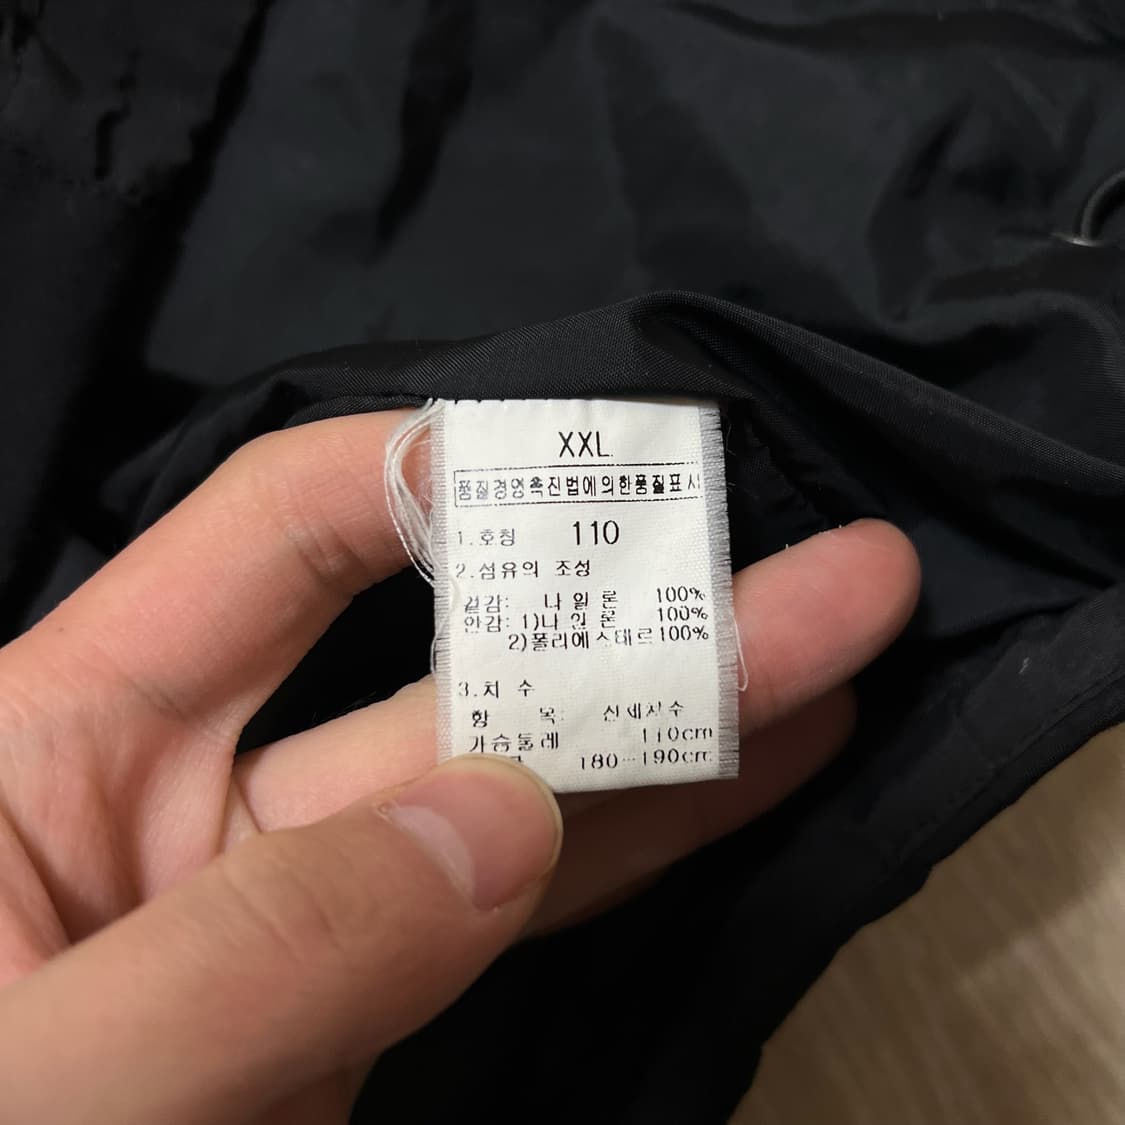 XXL
품질경영촉진법에의한품질표시
1.호칭 110
2.섬유의 조성
겉감: 나일론 100%
안감: 1)나일론 100%
2)폴리에스테르100%
3.치 수
항 목: 신체치수
가슴둘레 110cm
180-190cm